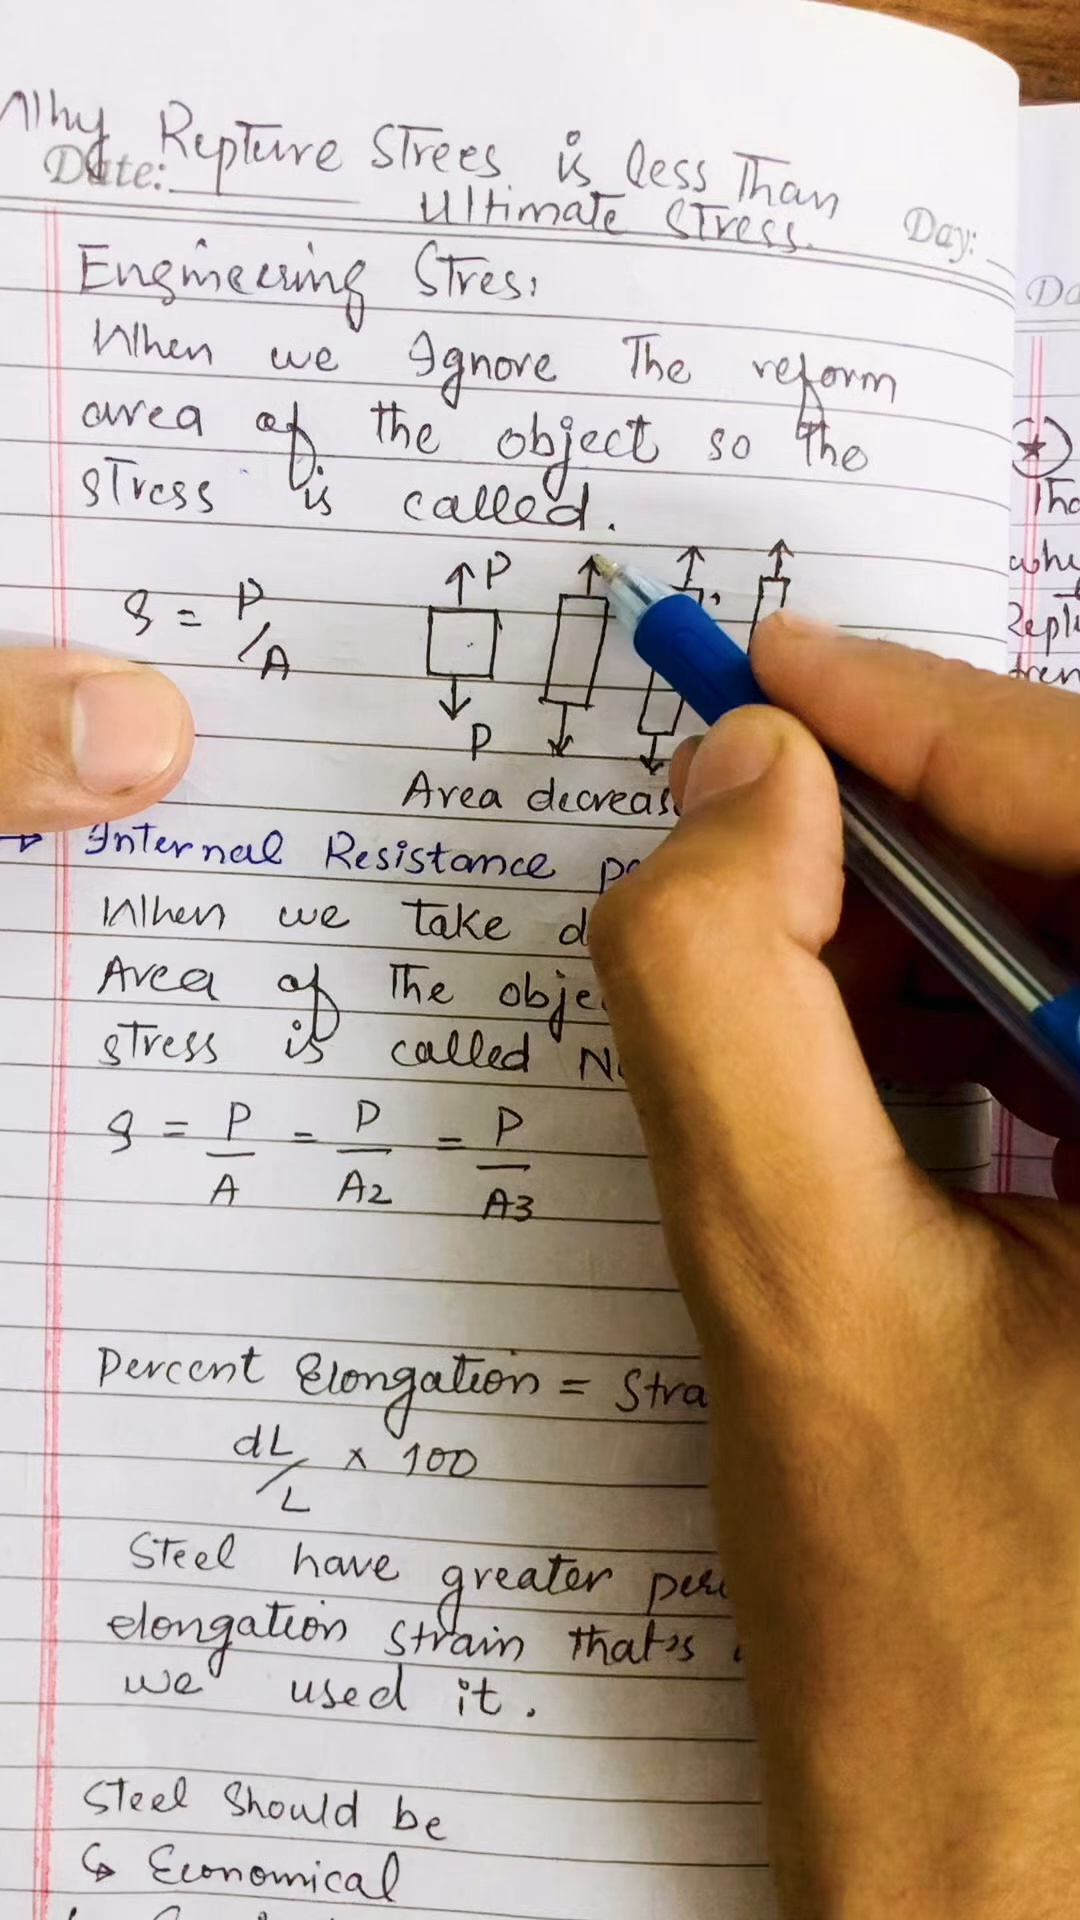 Why Repture Strees is less Than
Date: Ultimate Stress. Day:
Engineering Stres:
When we Ignore The reform
area of the object so the
stress is called.
P
S = P/A
P
Area decreas
Internal Resistance
When we take
Area of The obje
stress is called
S = P/A = P/A2 = P/A3
Percent Elongation = Stra
dL/L × 100
Steel have greater
elongation strain that's
we used it.
Steel Should be
↳ Economical